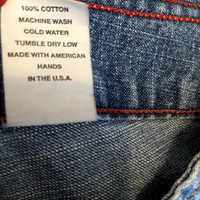 100% COTTON
MACHINE WASH
COLD WATER
TUMBLE DRY LOW
MADE WITH AMERICAN
HANDS
IN THE U.S.A.